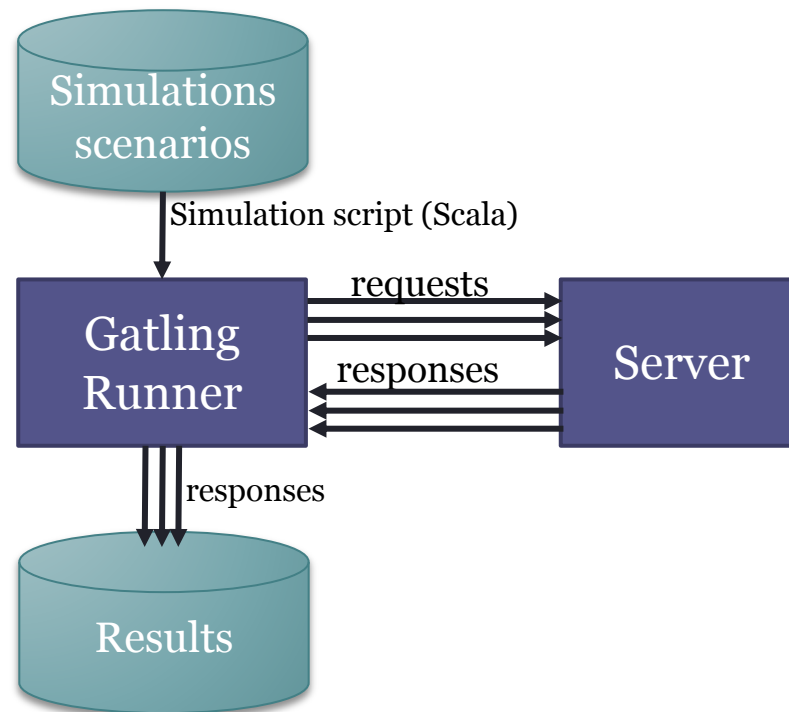 Simulations
scenarios
Simulation script (Scala)
requests
Gatling
Runner
Server
responses
responses
Results